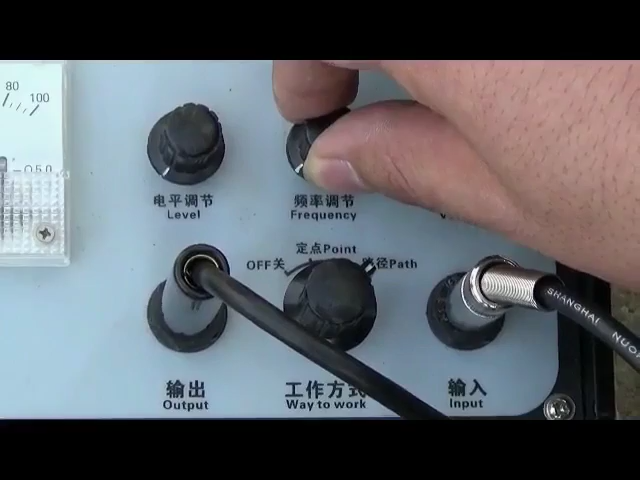 80
100
电平调节
Level
频率调节
Frequency
定点Point
OFF关
路径Path
SHANGHAI
输出
Output
工作方式
Way to work
输入
Input